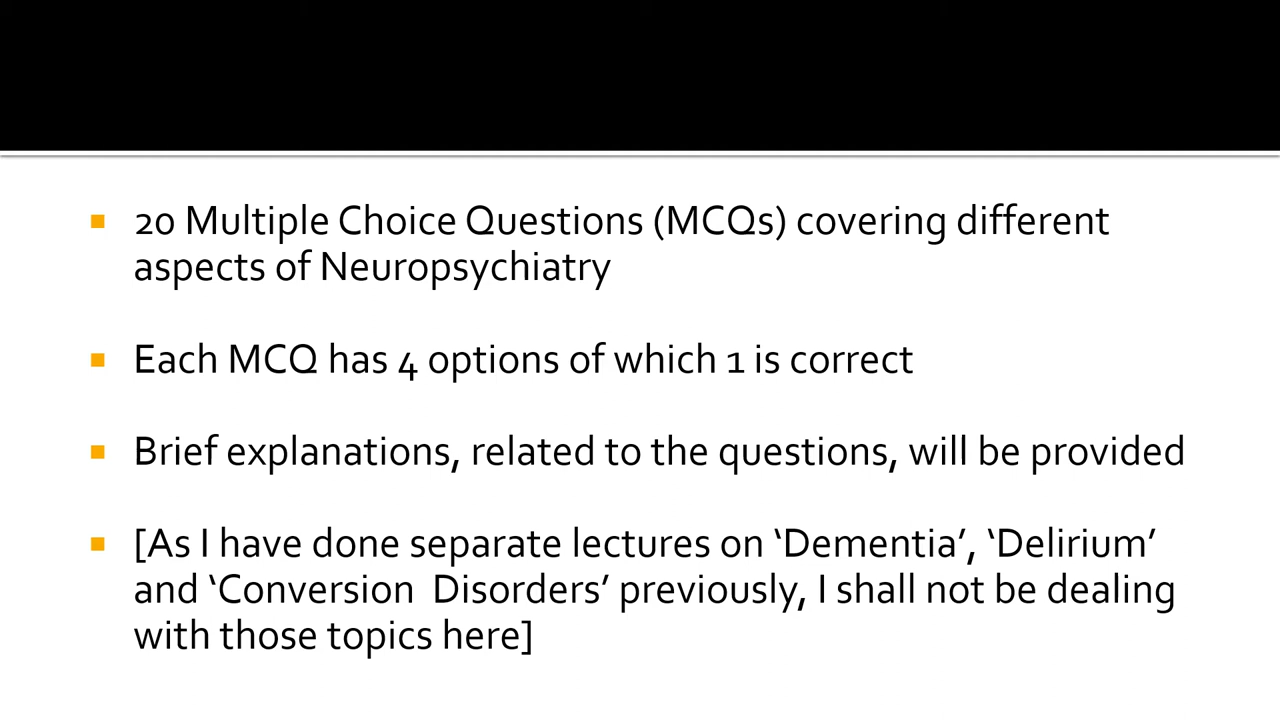 20 Multiple Choice Questions (MCQs) covering different
aspects of Neuropsychiatry
Each MCQ has 4 options of which 1 is correct
Brief explanations, related to the questions, will be provided
[As I have done separate lectures on ‘Dementia’, ‘Delirium’
and ‘Conversion Disorders’ previously, I shall not be dealing
with those topics here]